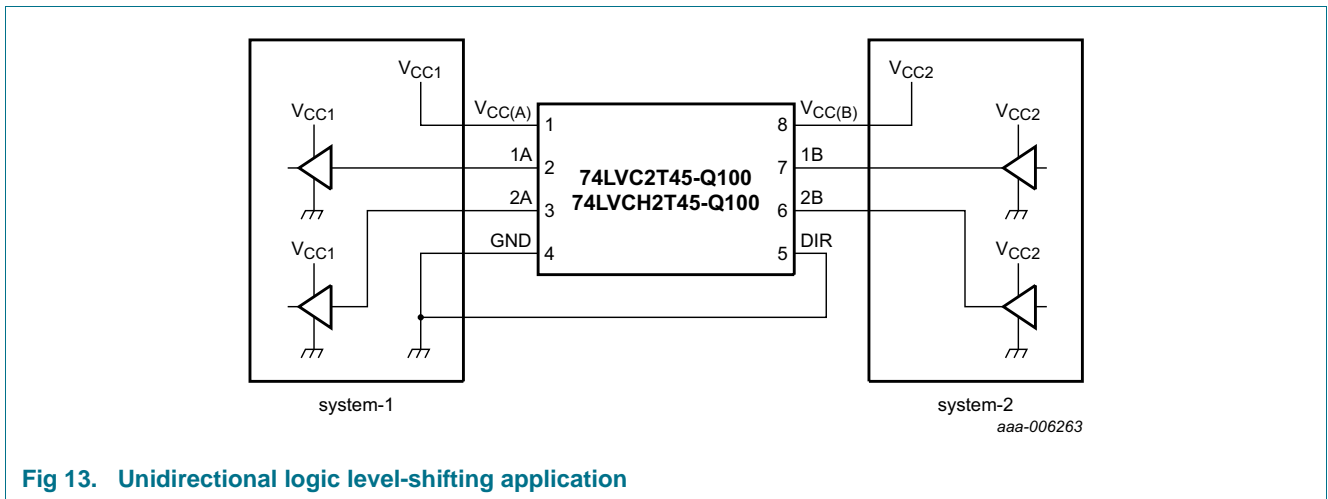 VCC1
VCC2
VCC1
VCC(A)
VCC(B)
VCC2
1
8
1A
1B
2
7
74LVC2T45-Q100
74LVCH2T45-Q100
2A
2B
3
6
VCC1
GND
DIR
VCC2
4
5
system-1
system-2
aaa-006263
Fig 13. Unidirectional logic level-shifting application